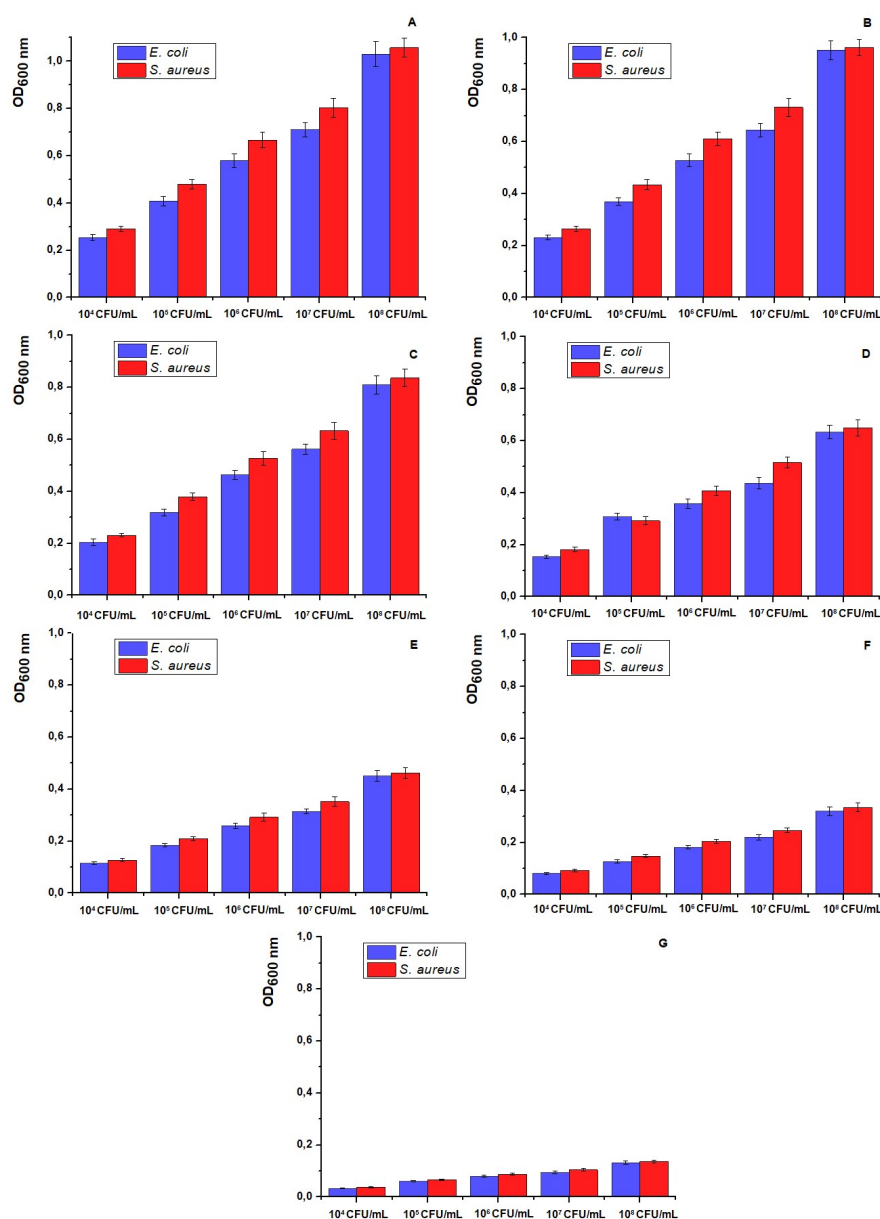 A
E. coli
S. aureus
OD600 nm
1,0
0,8
0,6
0,4
0,2
0,0
10⁴ CFU/mL 10⁵ CFU/mL 10⁶ CFU/mL 10⁷ CFU/mL 10⁸ CFU/mL
B
E. coli
S. aureus
OD600 nm
1,0
0,8
0,6
0,4
0,2
0,0
10⁴ CFU/mL 10⁵ CFU/mL 10⁶ CFU/mL 10⁷ CFU/mL 10⁸ CFU/mL
C
E. coli
S. aureus
OD600 nm
1,0
0,8
0,6
0,4
0,2
0,0
10⁴ CFU/mL 10⁵ CFU/mL 10⁶ CFU/mL 10⁷ CFU/mL 10⁸ CFU/mL
D
E. coli
S. aureus
OD600 nm
1,0
0,8
0,6
0,4
0,2
0,0
10⁴ CFU/mL 10⁵ CFU/mL 10⁶ CFU/mL 10⁷ CFU/mL 10⁸ CFU/mL
E
E. coli
S. aureus
OD600 nm
1,0
0,8
0,6
0,4
0,2
0,0
10⁴ CFU/mL 10⁵ CFU/mL 10⁶ CFU/mL 10⁷ CFU/mL 10⁸ CFU/mL
F
E. coli
S. aureus
OD600 nm
1,0
0,8
0,6
0,4
0,2
0,0
10⁴ CFU/mL 10⁵ CFU/mL 10⁶ CFU/mL 10⁷ CFU/mL 10⁸ CFU/mL
G
E. coli
S. aureus
OD600 nm
1,0
0,8
0,6
0,4
0,2
0,0
10⁴ CFU/mL 10⁵ CFU/mL 10⁶ CFU/mL 10⁷ CFU/mL 10⁸ CFU/mL